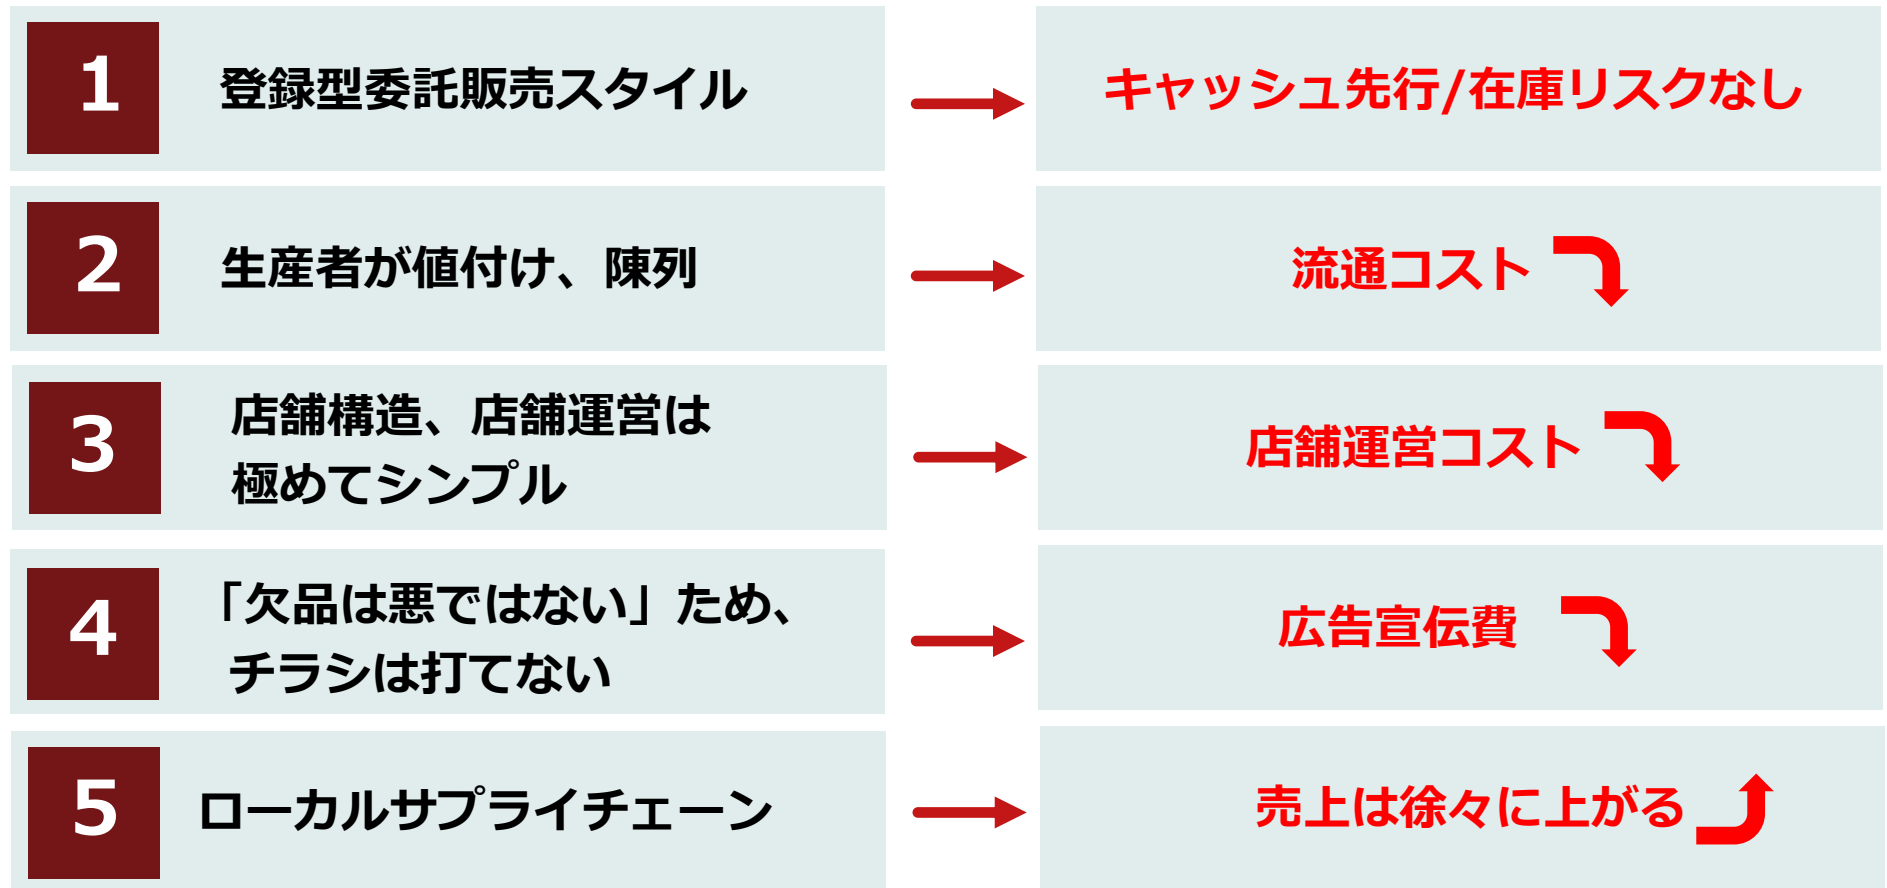 1
登録型委託販売スタイル
キャッシュ先行/在庫リスクなし
2
生産者が値付け、陳列
流通コスト
3
店舗構造、店舗運営は
極めてシンプル
店舗運営コスト
4
「欠品は悪ではない」ため、
チラシは打てない
広告宣伝費
5
ローカルサプライチェーン
売上は徐々に上がる